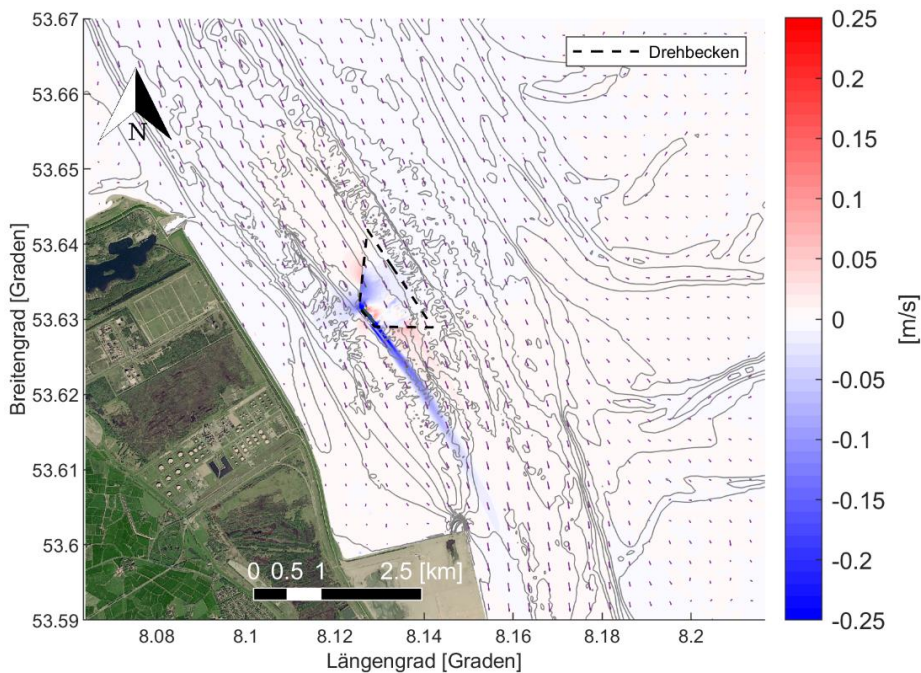 53.67
53.66
53.65
53.64
53.63
53.62
53.61
53.6
53.59
Breitengrad [Graden]
N
Drehbecken
0 0.5 1 2.5 [km]
8.08 8.1 8.12 8.14 8.16 8.18 8.2
Längengrad [Graden]
0.25
0.2
0.15
0.1
0.05
0
-0.05
-0.1
-0.15
-0.2
-0.25
[m/s]